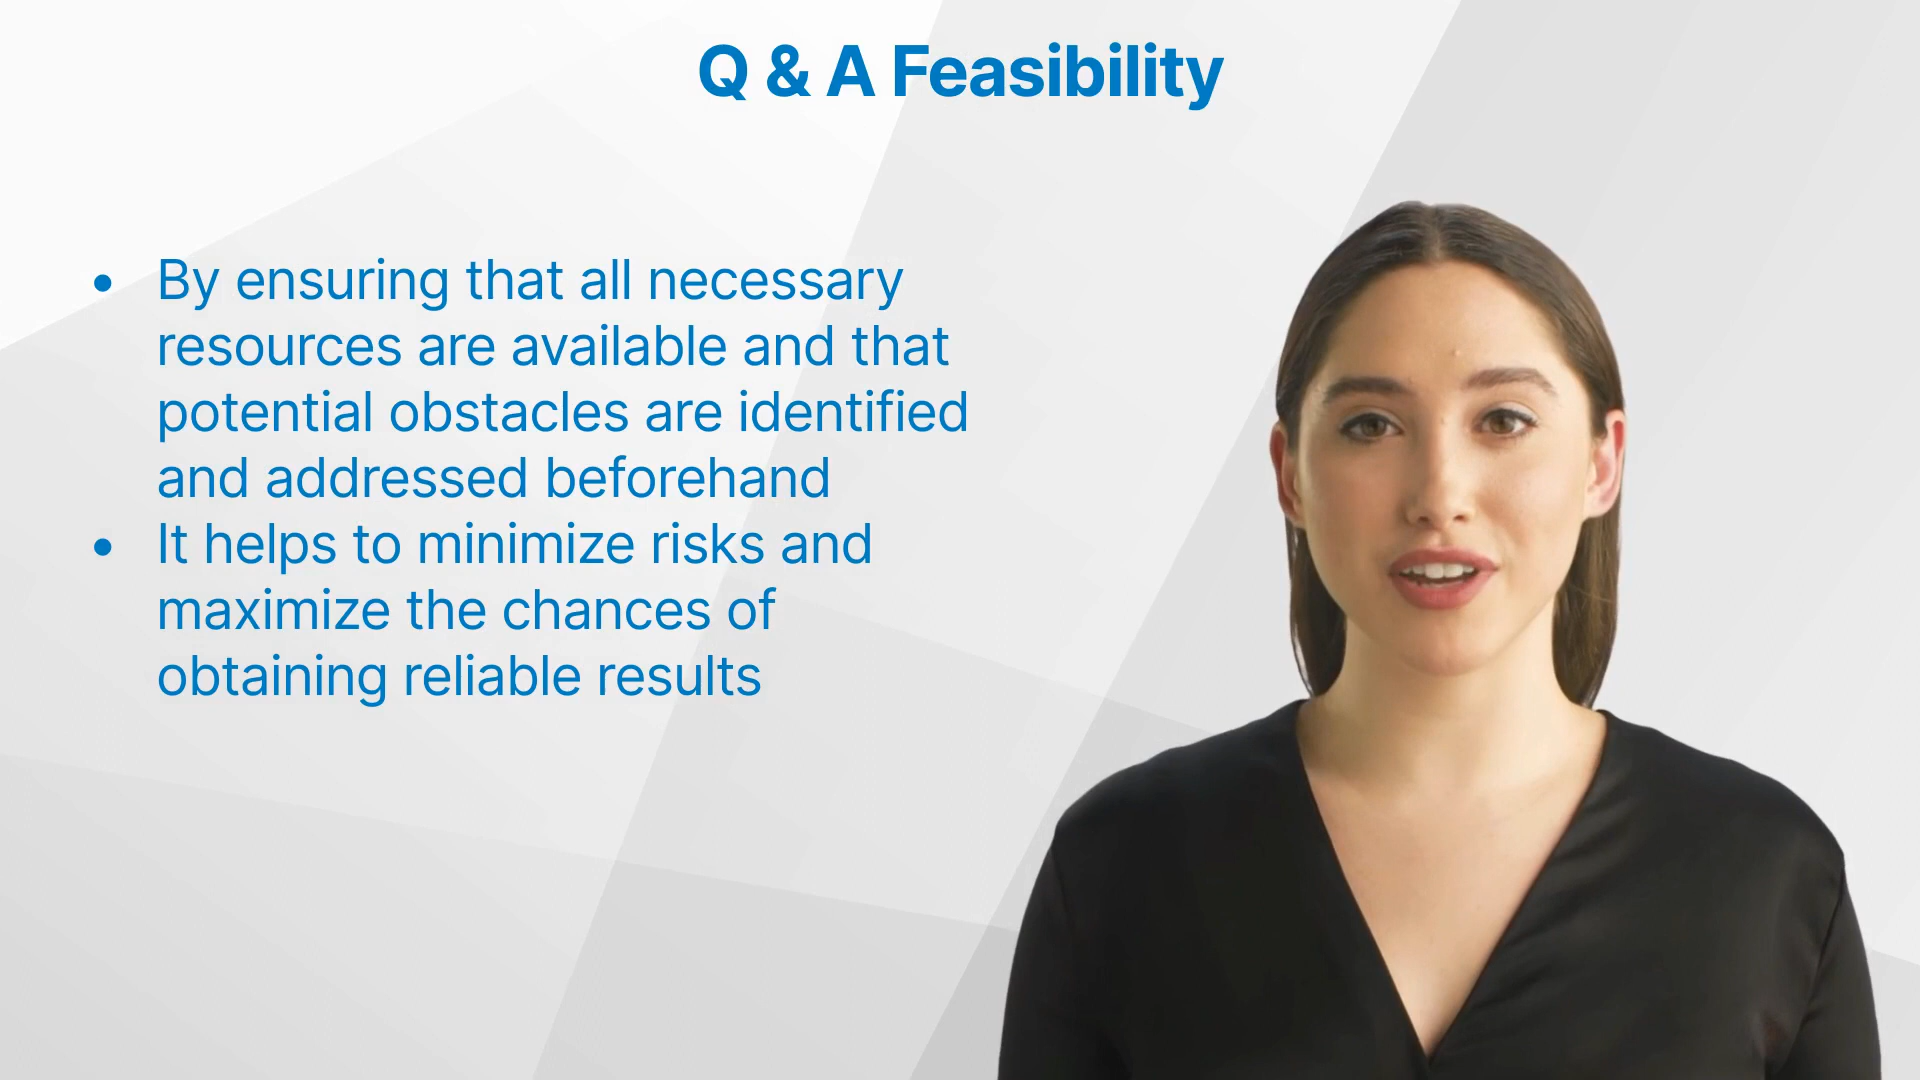 Q & A Feasibility
• By ensuring that all necessary
resources are available and that
potential obstacles are identified
and addressed beforehand
• It helps to minimize risks and
maximize the chances of
obtaining reliable results